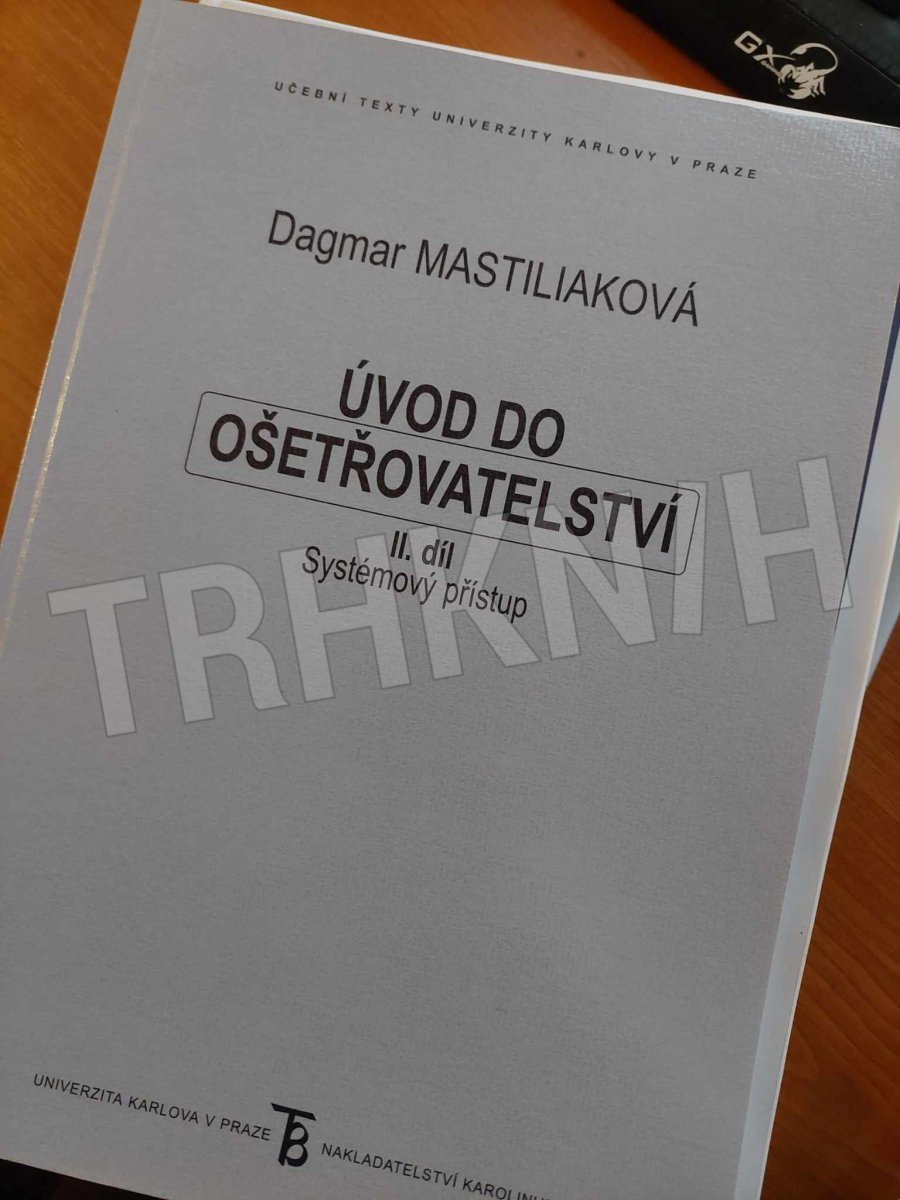 GX
UČEBNÍ TEXTY UNIVERZITY KARLOVY V PRAZE
Dagmar MASTILIAKOVÁ
ÚVOD DO
OŠETŘOVATELSTVÍ
II. díl
Systémový přístup
TRHKNIH
UNIVERZITA KARLOVA V PRAZE
NAKLADATELSTVÍ KAROLINU